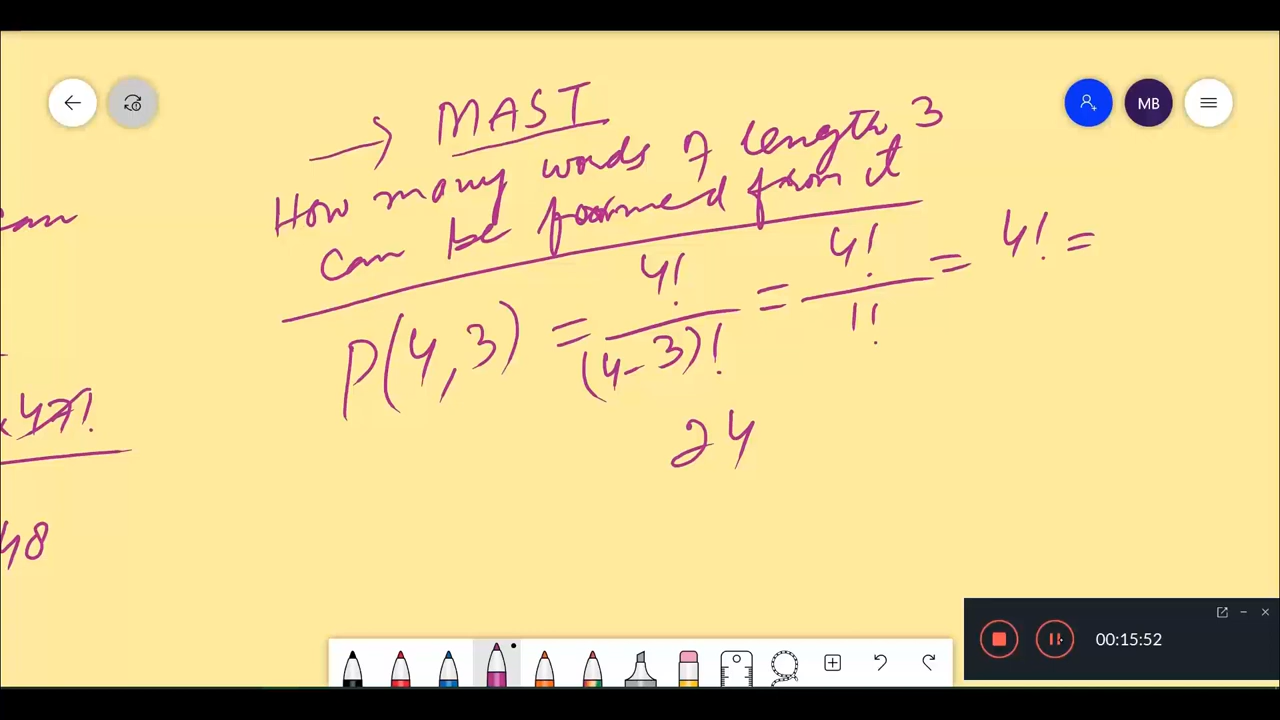 → MAST
How many words of length 3
can be formed from it
P(4,3) = 4! / (4-3)! = 4! / 1! = 4! =
24
48
MB
00:15:52